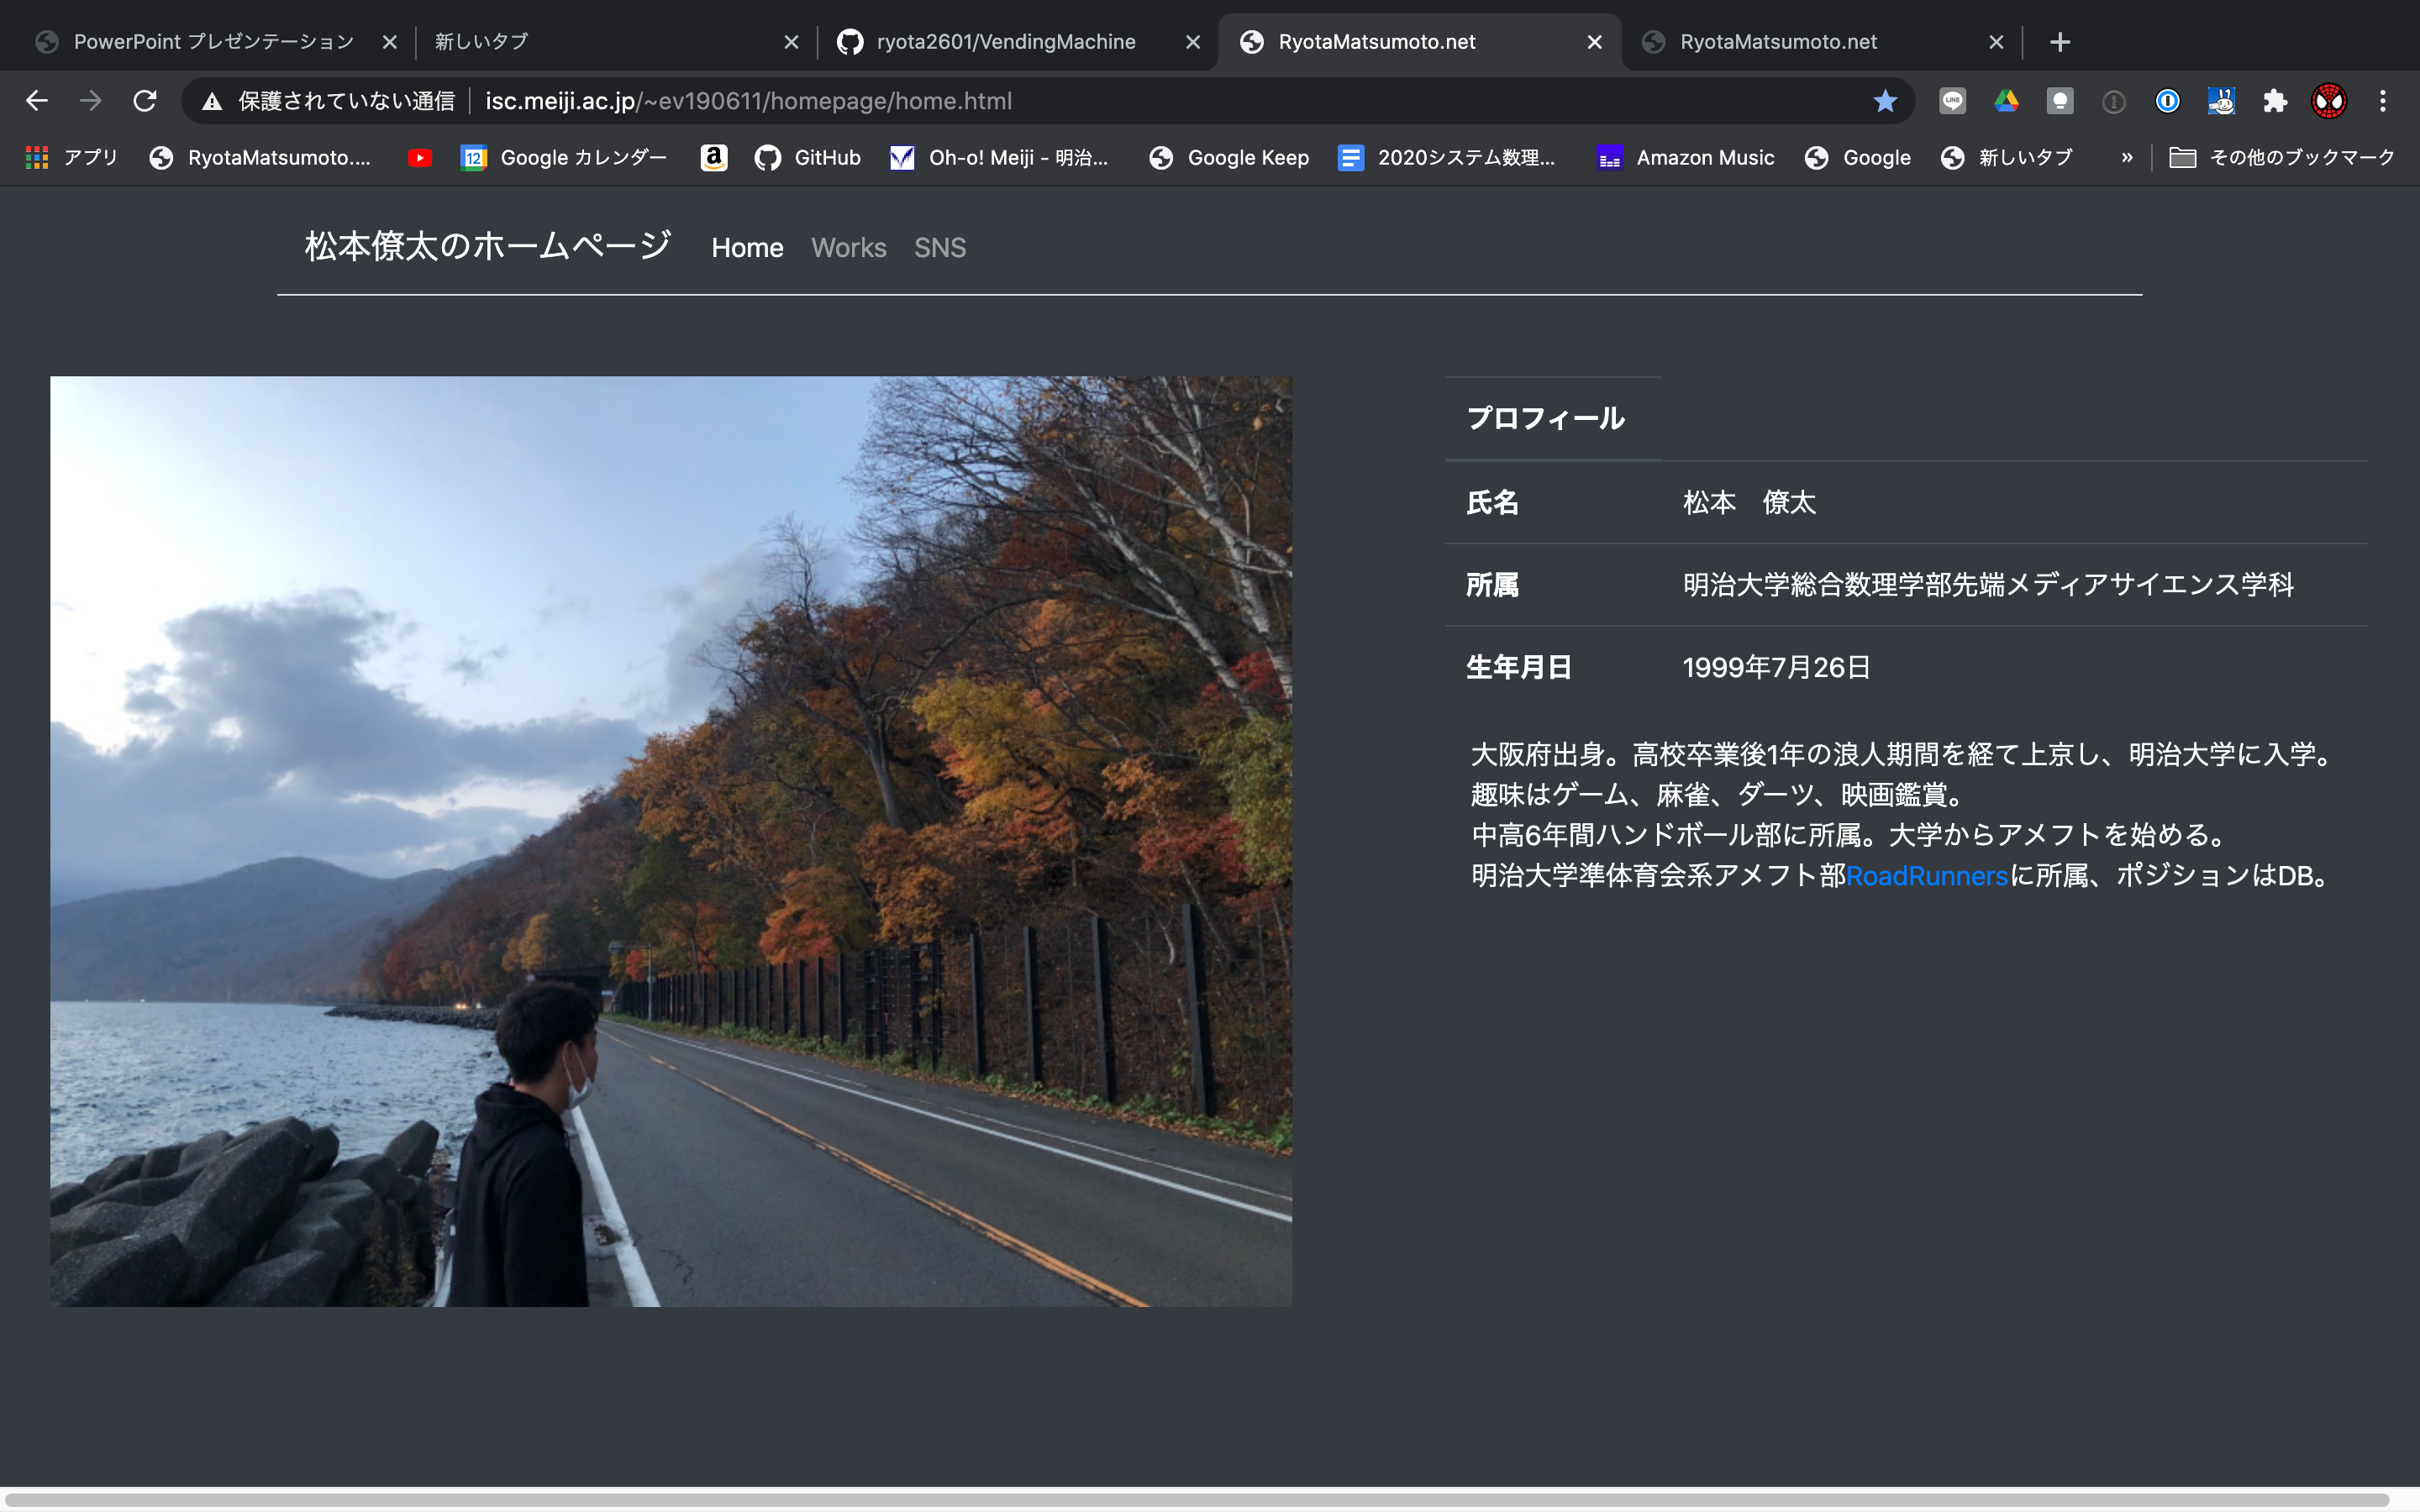 PowerPoint プレゼンテーション
新しいタブ
ryota2601/VendingMachine
RyotaMatsumoto.net
RyotaMatsumoto.net
保護されていない通信 isc.meiji.ac.jp/~ev190611/homepage/home.html
LINE
アプリ
RyotaMatsumoto....
12
Google カレンダー
a
GitHub
Oh-o! Meiji - 明治...
Google Keep
2020システム数理...
Amazon Music
Google
新しいタブ
»
その他のブックマーク
松本僚太のホームページ Home Works SNS
プロフィール
氏名 松本　僚太
所属 明治大学総合数理学部先端メディアサイエンス学科
生年月日 1999年7月26日
大阪府出身。高校卒業後1年の浪人期間を経て上京し、明治大学に入学。
趣味はゲーム、麻雀、ダーツ、映画鑑賞。
中高6年間ハンドボール部に所属。大学からアメフトを始める。
明治大学準体育会系アメフト部RoadRunnersに所属、ポジションはDB。